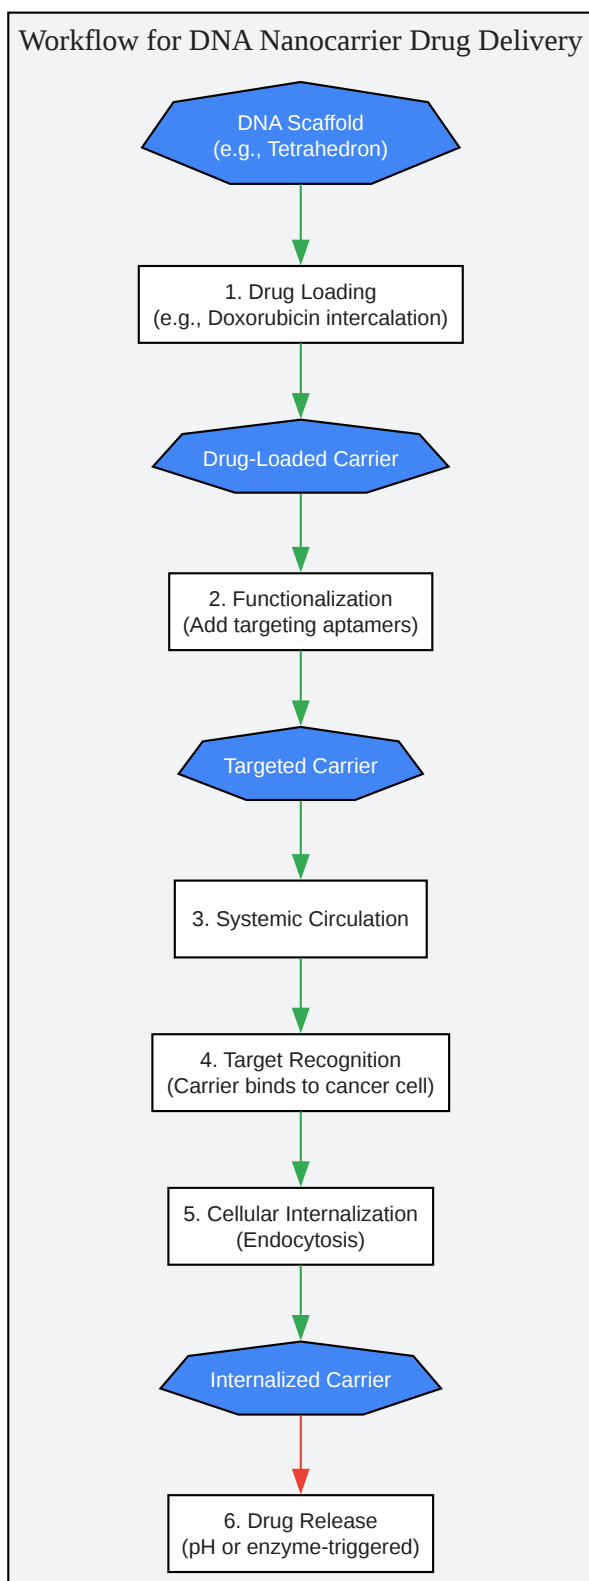 Workflow for DNA Nanocarrier Drug Delivery
DNA Scaffold
(e.g., Tetrahedron)
1. Drug Loading
(e.g., Doxorubicin intercalation)
Drug-Loaded Carrier
2. Functionalization
(Add targeting aptamers)
Targeted Carrier
3. Systemic Circulation
4. Target Recognition
(Carrier binds to cancer cell)
5. Cellular Internalization
(Endocytosis)
Internalized Carrier
6. Drug Release
(pH or enzyme-triggered)